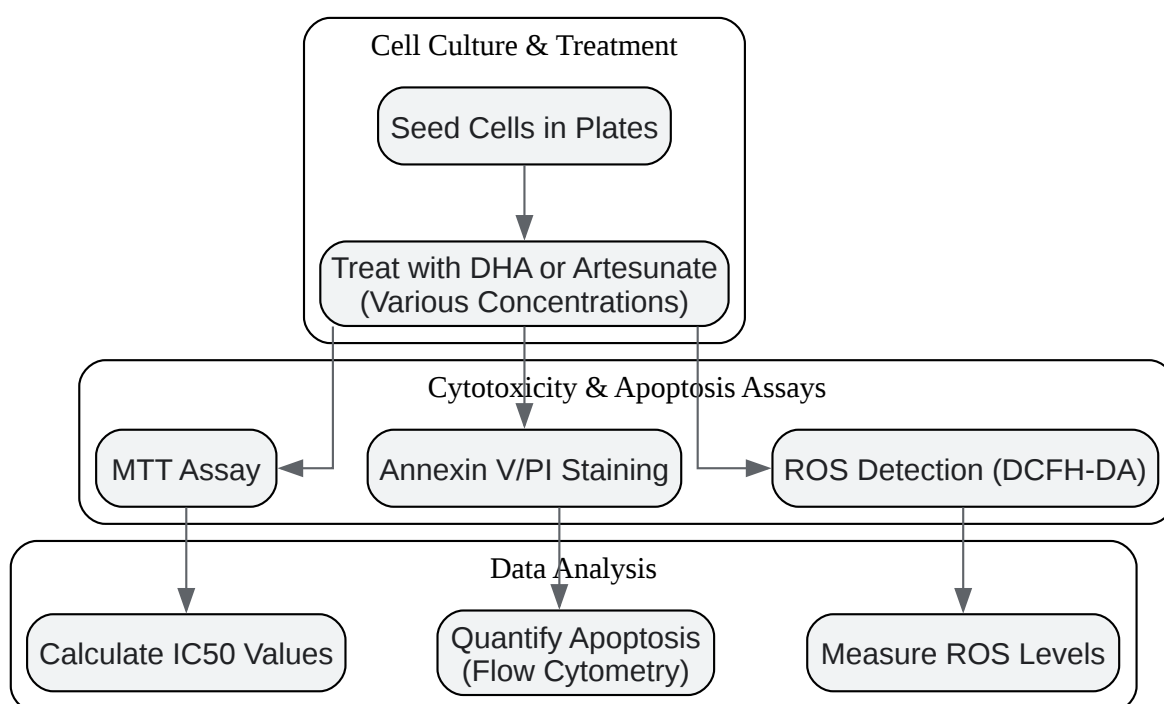 Cell Culture & Treatment
Seed Cells in Plates
Treat with DHA or Artesunate
(Various Concentrations)
Cytotoxicity & Apoptosis Assays
MTT Assay
Annexin V/PI Staining
ROS Detection (DCFH-DA)
Data Analysis
Calculate IC50 Values
Quantify Apoptosis
(Flow Cytometry)
Measure ROS Levels